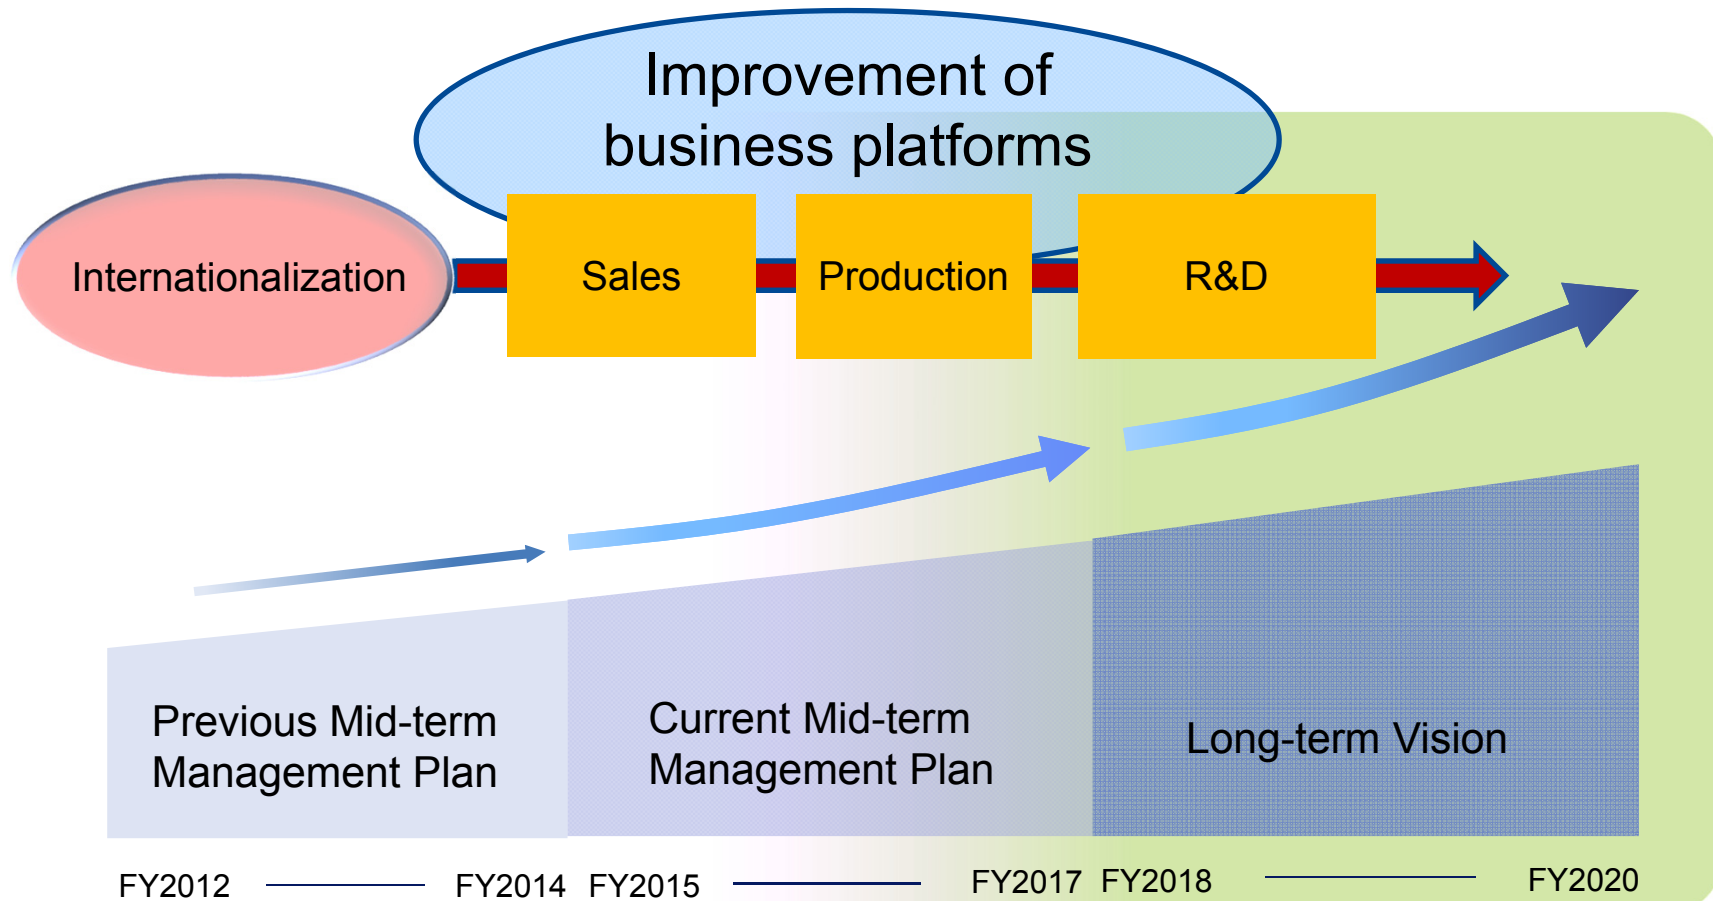 Improvement of
business platforms
Internationalization
Sales
Production
R&D
Previous Mid-term
Management Plan
Current Mid-term
Management Plan
Long-term Vision
FY2012
FY2014
FY2015
FY2017
FY2018
FY2020